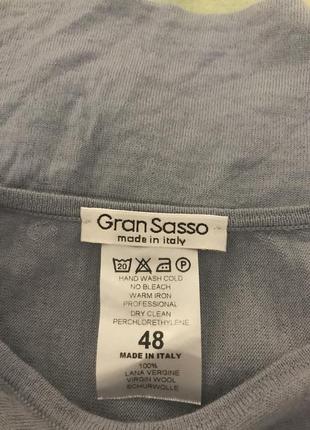 Gran Sasso
made in italy
20 P
HAND WASH COLD
NO BLEACH
WARM IRON
PROFESSIONAL
DRY CLEAN
PERCHLORETHYLENE
48
MADE IN ITALY
100%
LANA VERGINE
VIRGIN WOOL
SCHURWOLLE